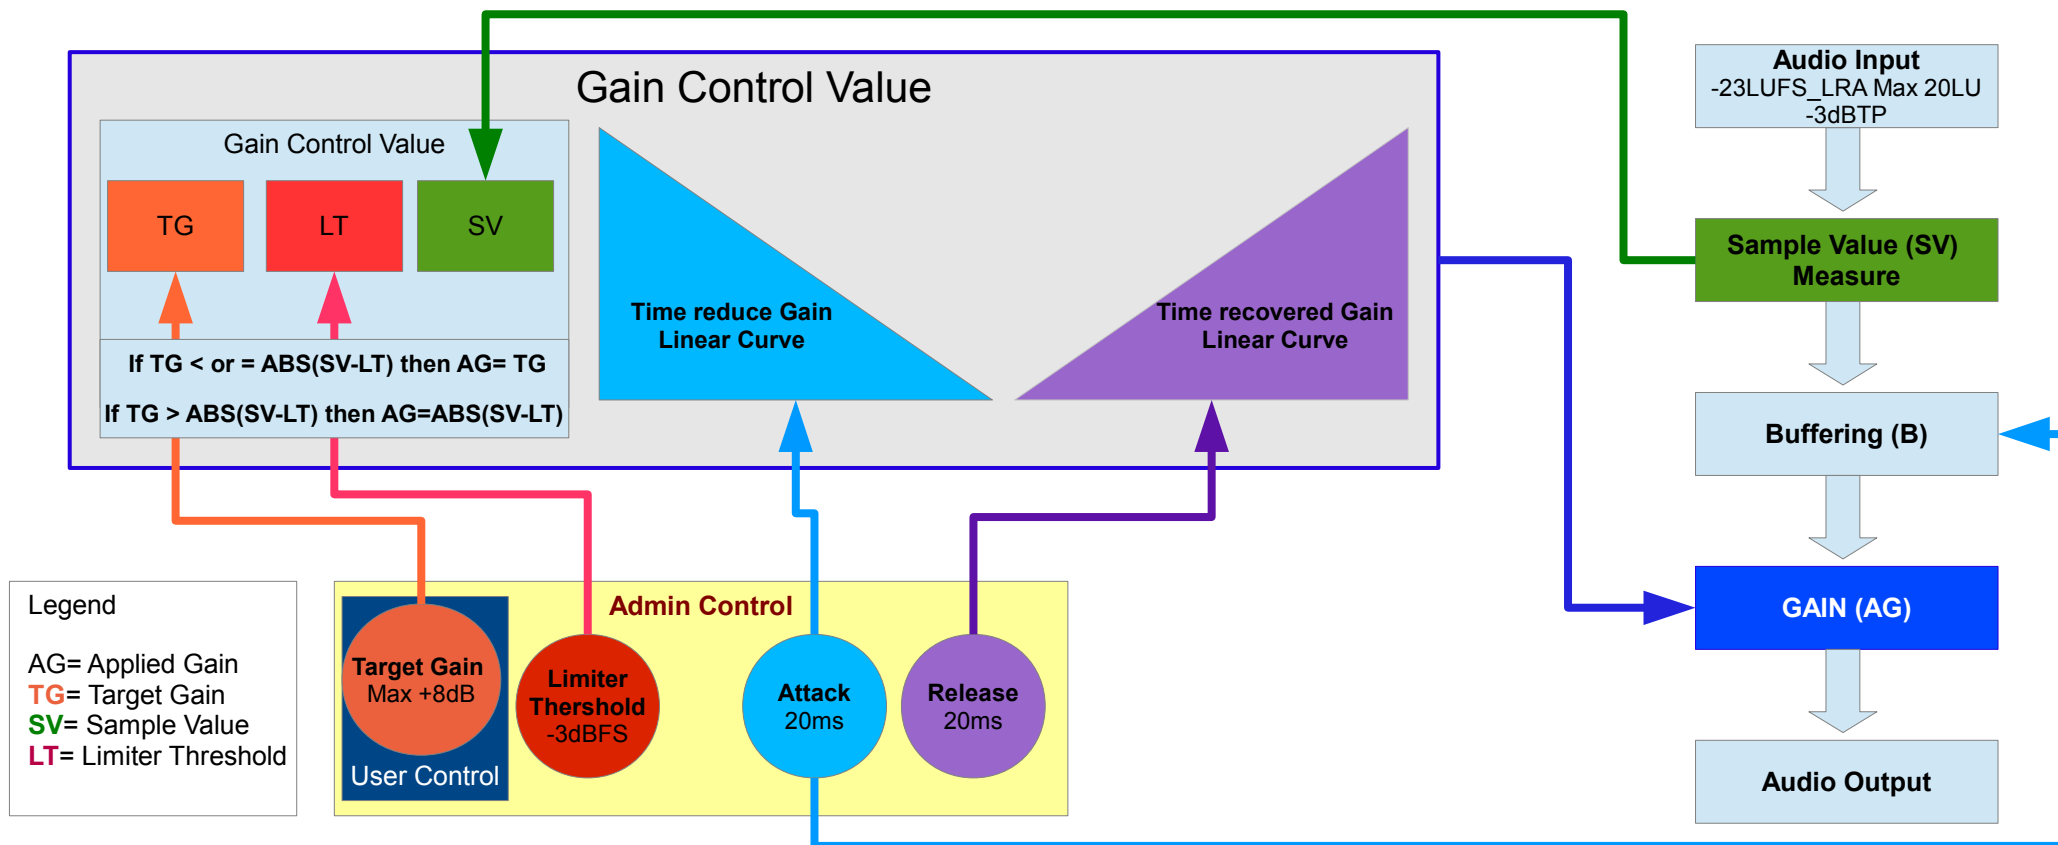 Gain Control Value
Gain Control Value
TG
LT
SV
If TG < or = ABS(SV-LT) then AG= TG
If TG > ABS(SV-LT) then AG=ABS(SV-LT)
Time reduce Gain
Linear Curve
Time recovered Gain
Linear Curve
Audio Input
-23LUFS_LRA Max 20LU
-3dBTP
Sample Value (SV)
Measure
Buffering (B)
GAIN (AG)
Audio Output
Legend
AG= Applied Gain
TG= Target Gain
SV= Sample Value
LT= Limiter Threshold
Admin Control
Target Gain
Max +8dB
User Control
Limiter
Thershold
-3dBFS
Attack
20ms
Release
20ms